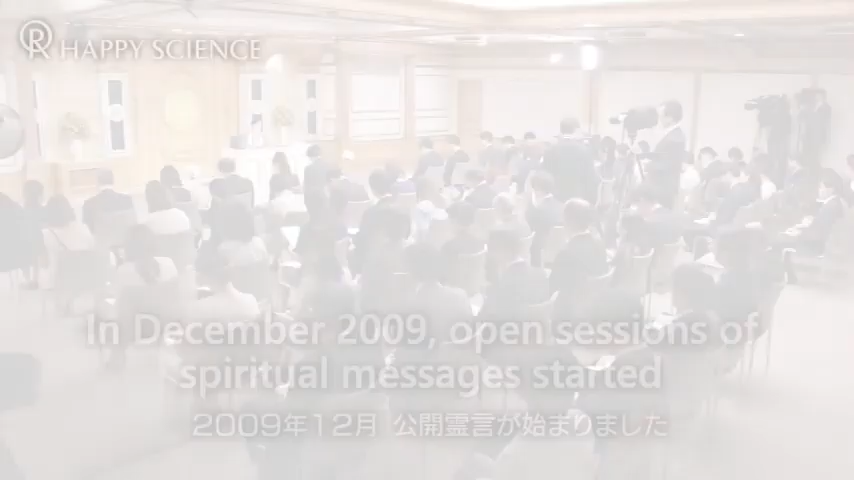 HAPPY SCIENCE
In December 2009, open sessions of
spiritual messages started
2009年12月 公開霊言が始まりました